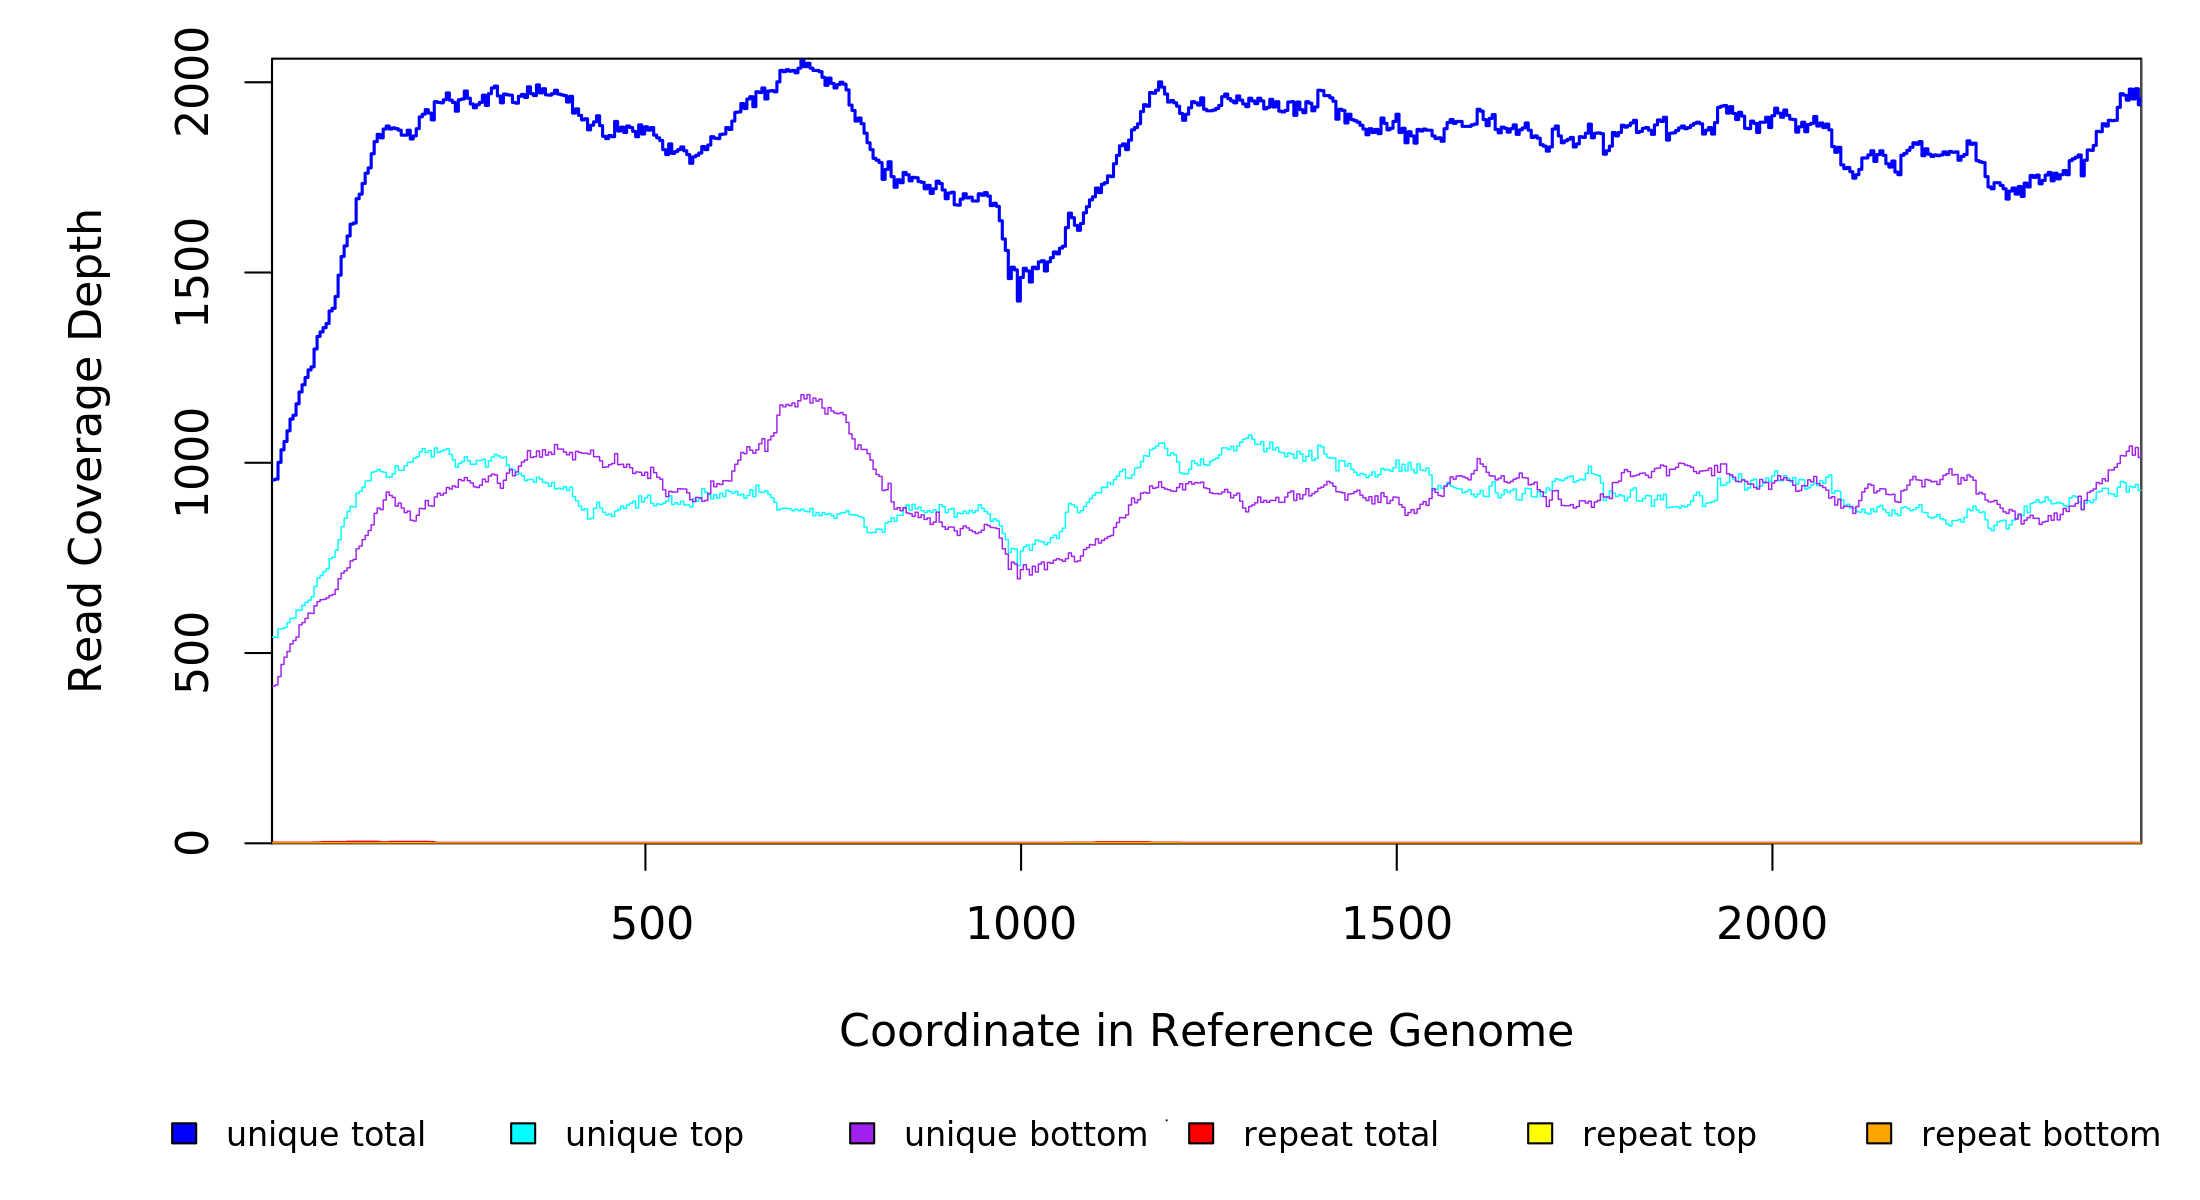 Read Coverage Depth
2000
1500
1000
500
0
500 1000 1500 2000
Coordinate in Reference Genome
unique total unique top unique bottom repeat total repeat top repeat bottom